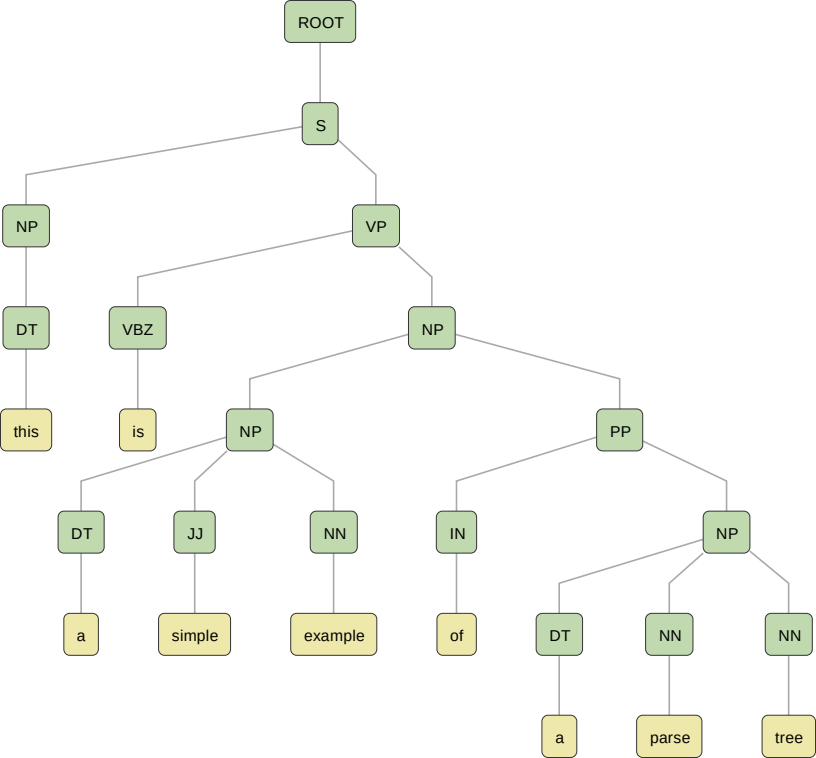 ROOT
S
NP VP
DT VBZ NP
this is NP PP
DT JJ NN IN NP
a simple example of DT NN NN
a parse tree